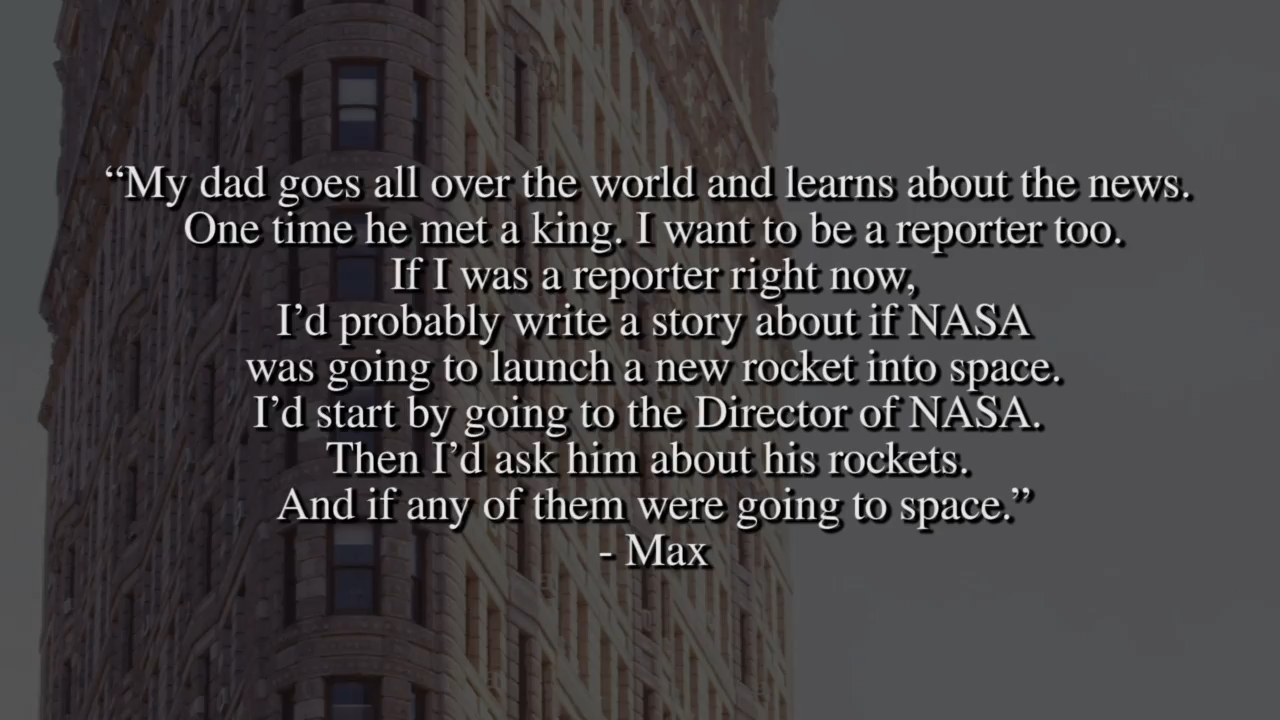 “My dad goes all over the world and learns about the news.
One time he met a king. I want to be a reporter too.
If I was a reporter right now,
I’d probably write a story about if NASA
was going to launch a new rocket into space.
I’d start by going to the Director of NASA.
Then I’d ask him about his rockets.
And if any of them were going to space.”
- Max